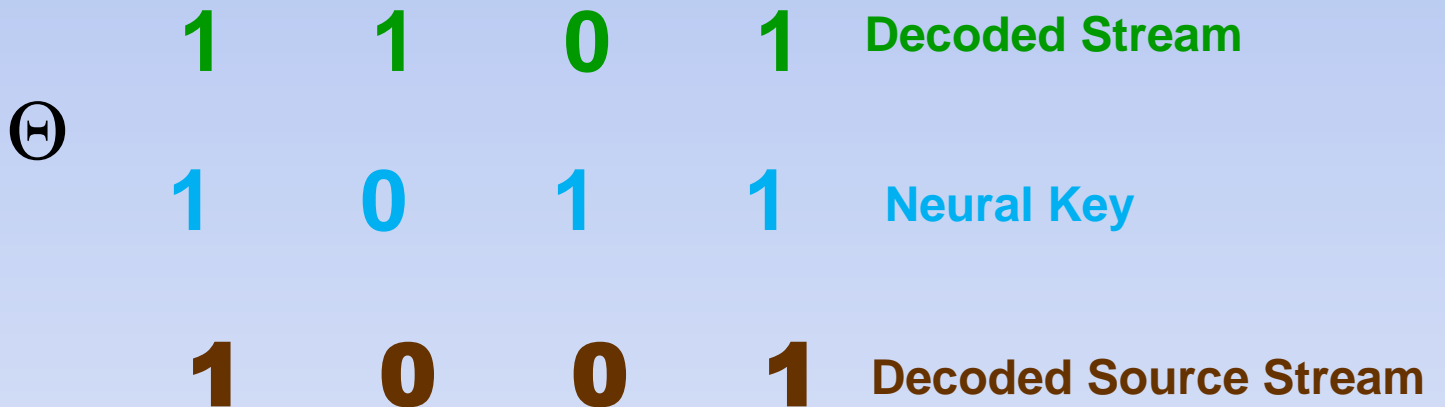 1 1 0 1 Decoded Stream
Θ
1 0 1 1 Neural Key
1 0 0 1 Decoded Source Stream